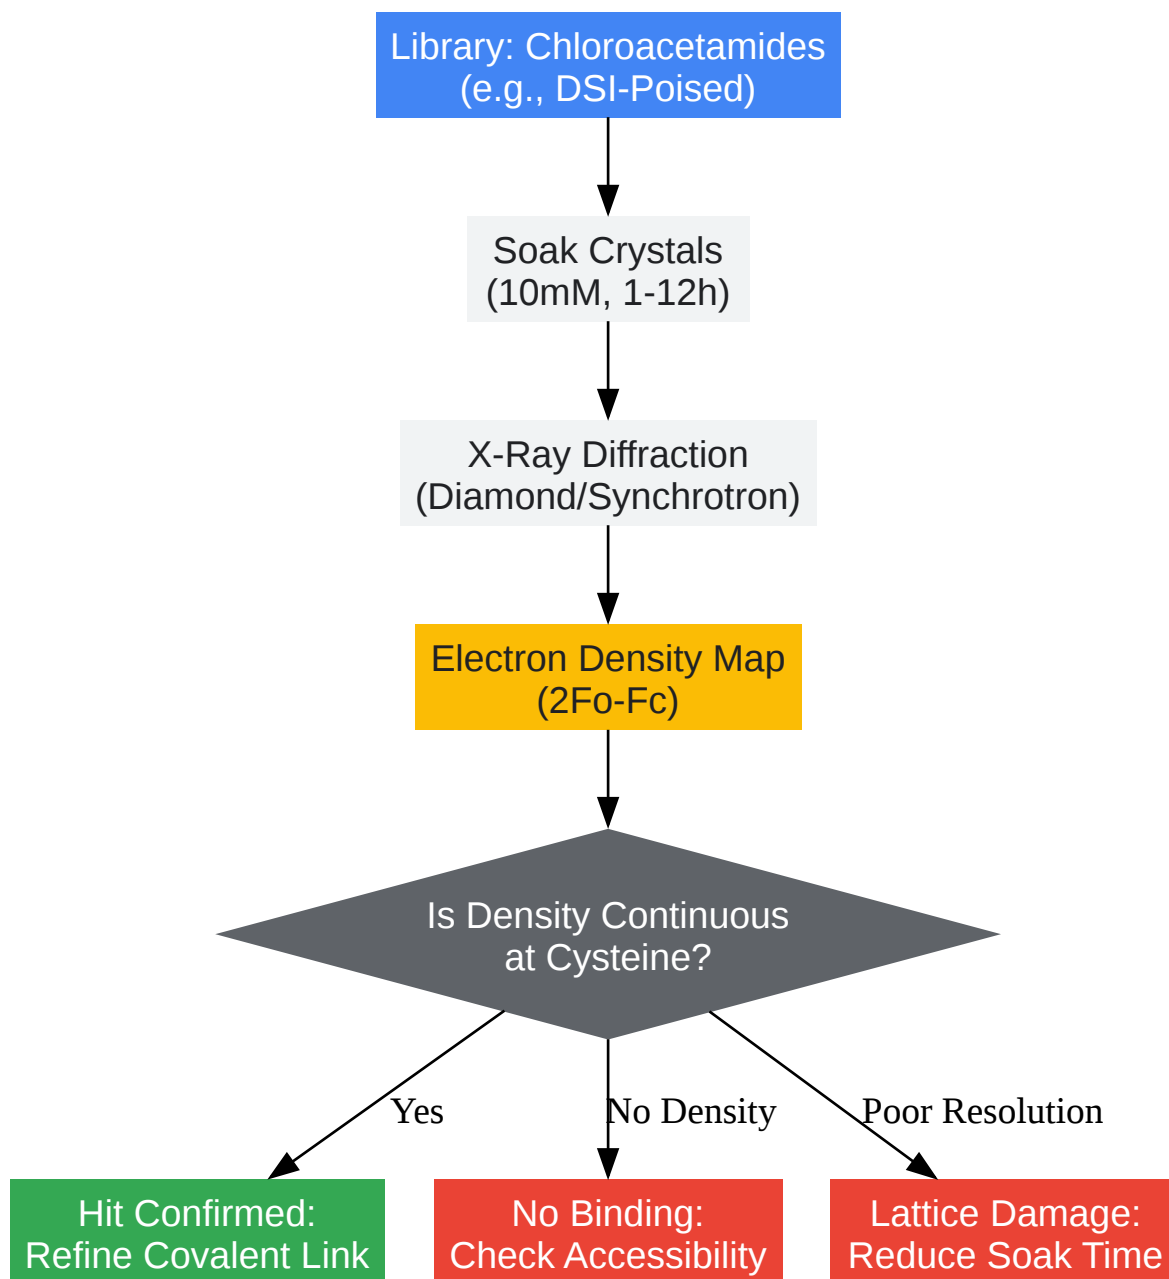 Library: Chloroacetamides
(e.g., DSI-Poised)
Soak Crystals
(10mM, 1-12h)
X-Ray Diffraction
(Diamond/Synchrotron)
Electron Density Map
(2Fo-Fc)
Is Density Continuous
at Cysteine?
Yes
No Density
Poor Resolution
Hit Confirmed:
Refine Covalent Link
No Binding:
Check Accessibility
Lattice Damage:
Reduce Soak Time